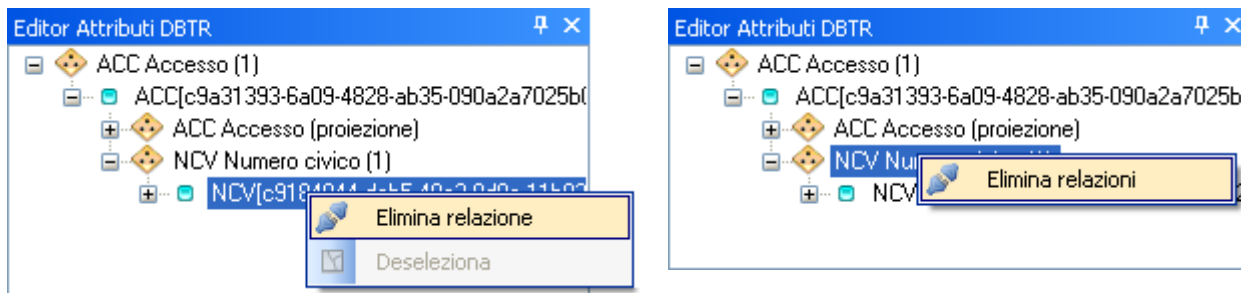 Editor Attributi DBTR
ACC Accesso (1)
ACC[c9a31393-6a09-4828-ab35-090a2a7025b
ACC Accesso (proiezione)
NCV Numero civico (1)
NCV[c9184044
Elimina relazione
Deseleziona
Editor Attributi DBTR
ACC Accesso (1)
ACC[c9a31393-6a09-4828-ab35-090a2a7025b
ACC Accesso (proiezione)
NCV
Elimina relazioni
NCV